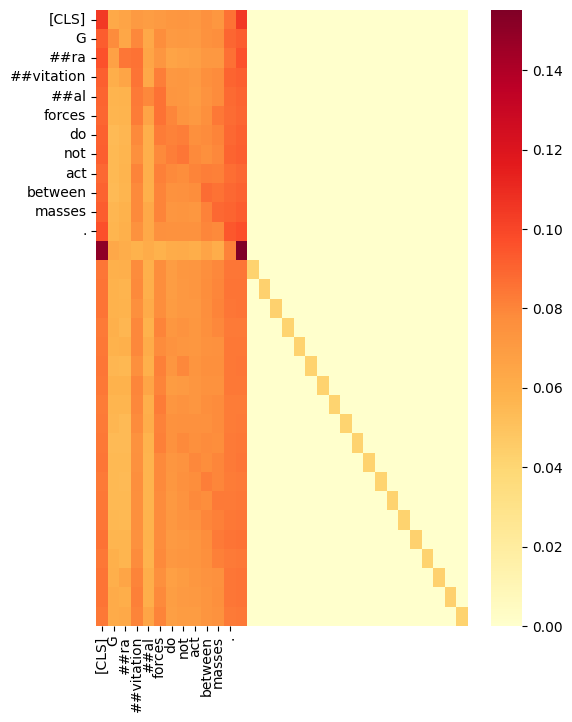 [CLS]
G
##ra
##vitation
##al
forces
do
not
act
between
masses
.
0.14
0.12
0.10
0.08
0.06
0.04
0.02
0.00
[CLS]
G
##ra
##vitation
##al
forces
do
not
act
between
masses
.